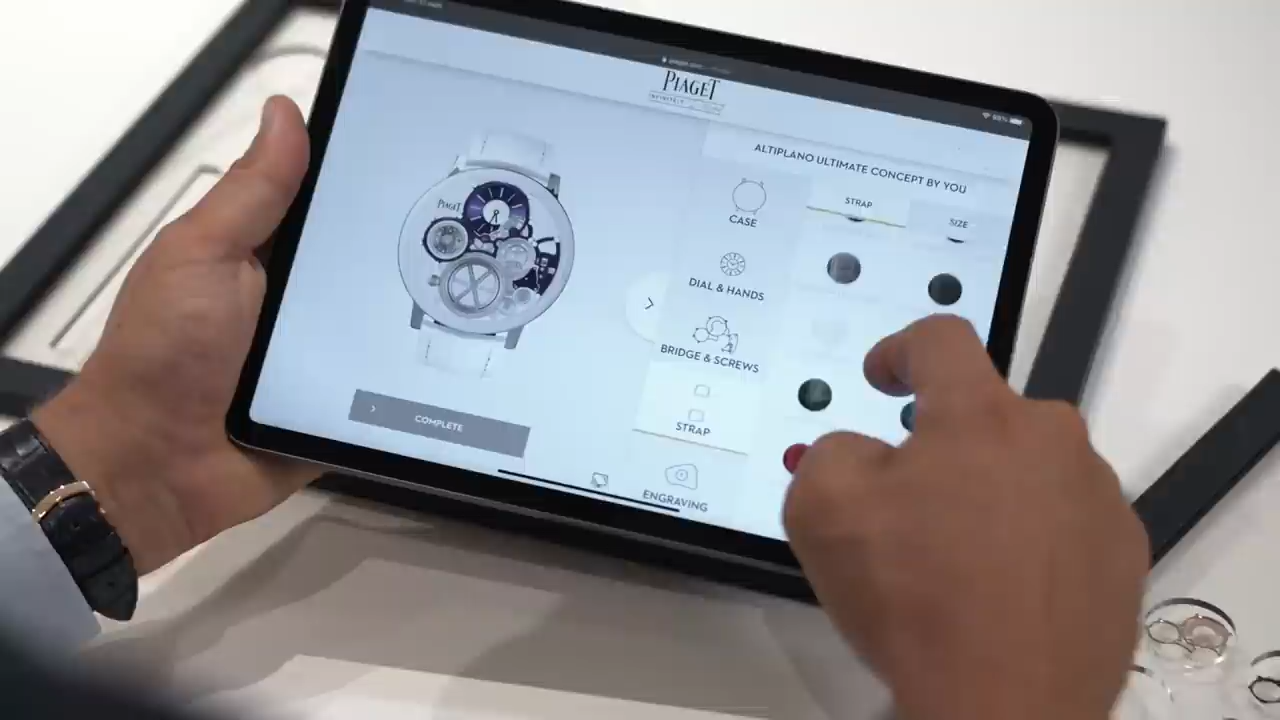 PIAGET
ALTIPLANO ULTIMATE CONCEPT BY YOU
CASE
STRAP
SIZE
DIAL & HANDS
BRIDGE & SCREWS
STRAP
ENGRAVING
PIAGET
COMPLETE